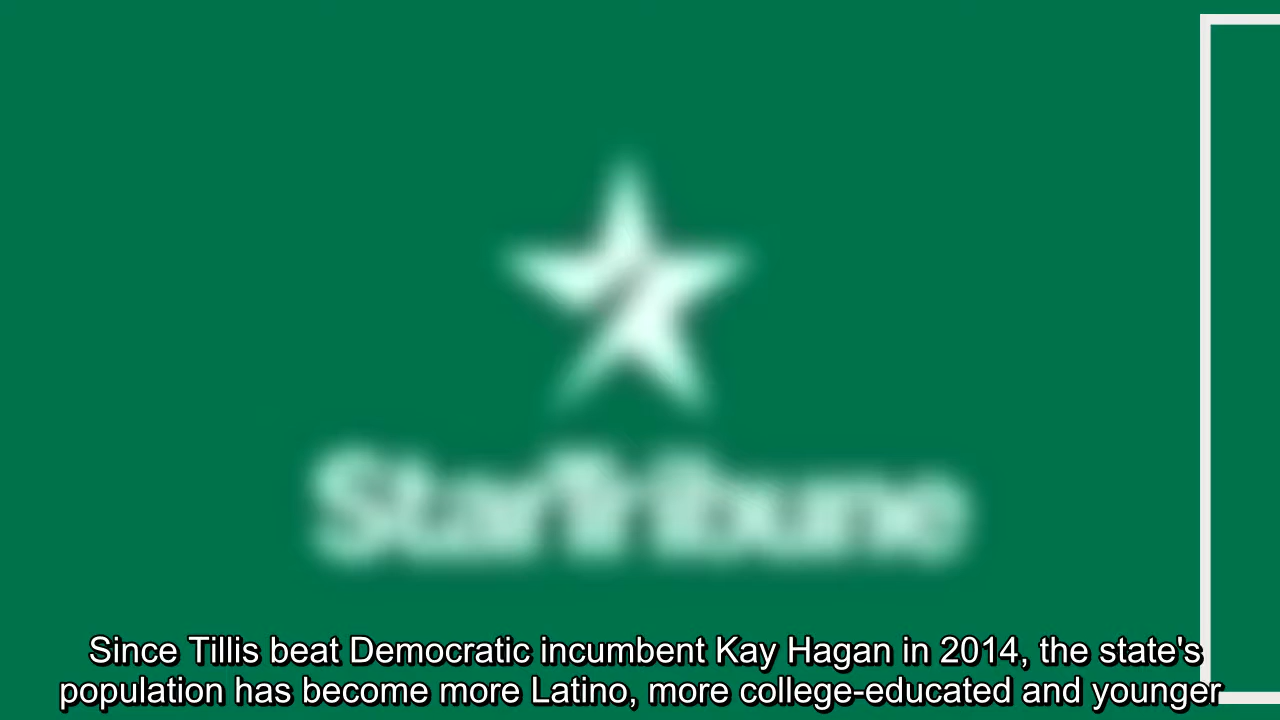 StarTribune
Since Tillis beat Democratic incumbent Kay Hagan in 2014, the state's
population has become more Latino, more college-educated and younger